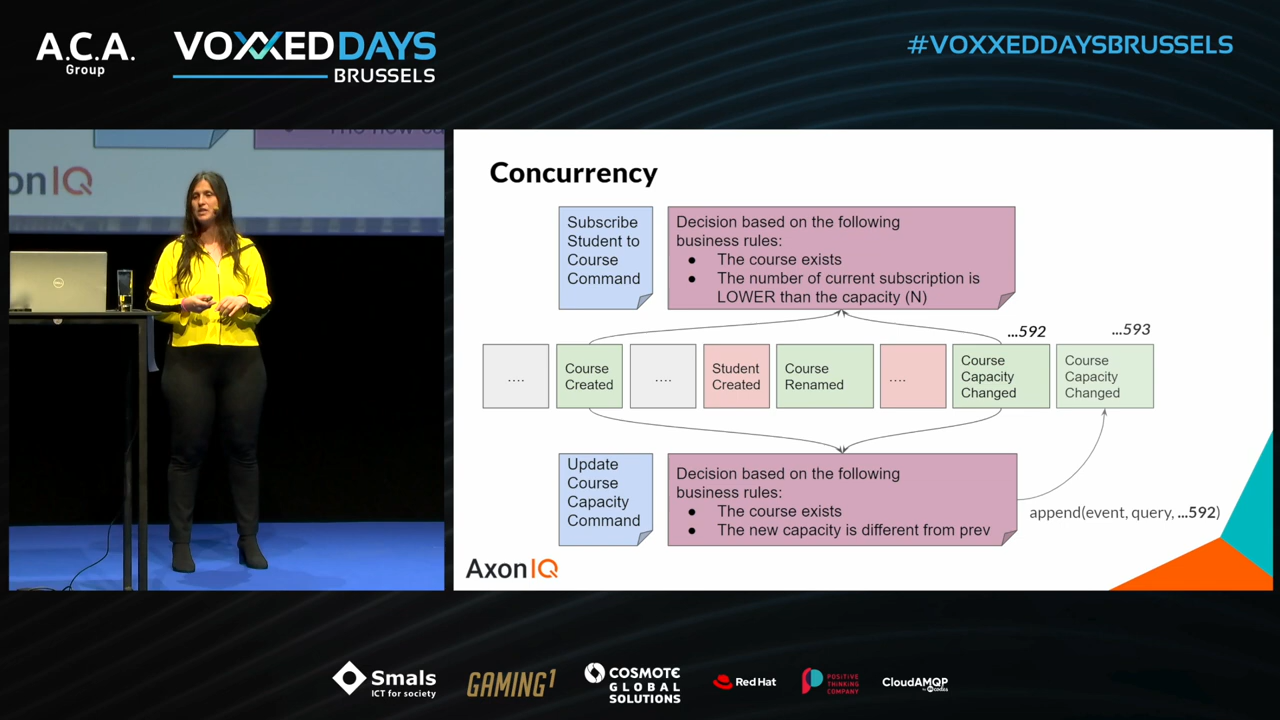 A.C.A.
Group
VOXXEDDAYS
BRUSSELS
#VOXXEDDAYSBRUSSELS
onIQ
Concurrency
Subscribe
Student to
Course
Command
Decision based on the following
business rules:
● The course exists
● The number of current subscription is
LOWER than the capacity (N)
...592
...593
....
Course
Created
....
Student
Created
Course
Renamed
....
Course
Capacity
Changed
Course
Capacity
Changed
Update
Course
Capacity
Command
Decision based on the following
business rules:
● The course exists
● The new capacity is different from prev
append(event, query, ...592)
AxonIQ
Smals
ICT for society
GAMING1
COSMOTE
GLOBAL
SOLUTIONS
Red Hat
POSITIVE
THINKING
COMPANY
CloudAMQP